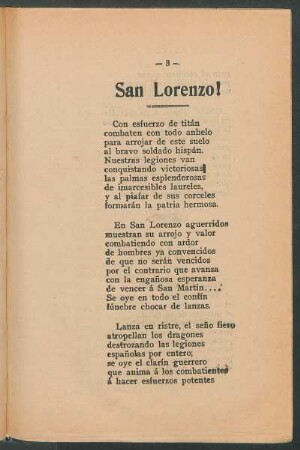 — 3 —
San Lorenzo!
Con esfuerzo de titán
combaten con todo anhelo
para arrojar de este suelo
al bravo soldado hispán.
Nuestras legiones van
conquistando victoriosas
las palmas esplenderosas
de imarcesibles laureles,
y al piafar de sus corceles
formarán la patria hermosa.
En San Lorenzo aguerridos
muestran su arrojo y valor
combatiendo con ardor
de hombres ya convencidos
de que no serán vencidos
por el contrario que avanza
con la engañosa esperanza
de vencer á San Martín....
Se oye en todo el confín
fúnebre chocar de lanzas.
Lanza en ristre, el seño fiero
atropellan los dragones
destrozando las legiones
españolas por entero;
se oye el clarín guerrero
que anima á los combatientes
á hacer esfuerzos potentes